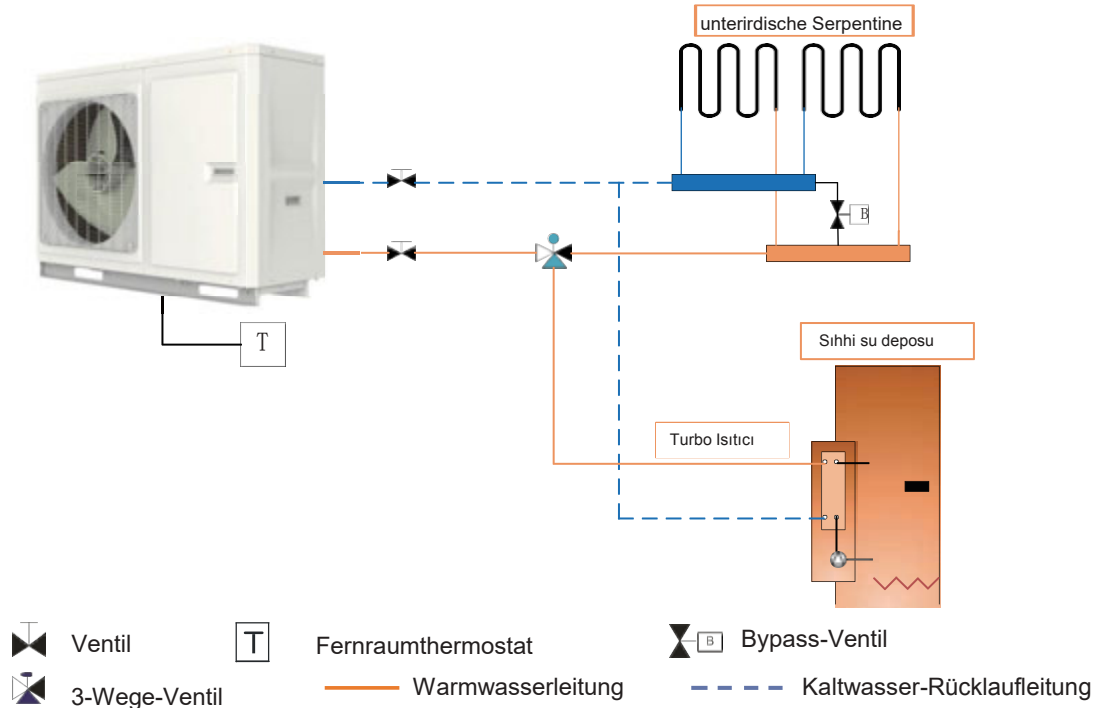 unterirdische Serpentine
B
T
Sıhhi su deposu
Turbo Isıtıcı
Ventil
T
Fernraumthermostat
B
Bypass-Ventil
3-Wege-Ventil
Warmwasserleitung
Kaltwasser-Rücklaufleitung